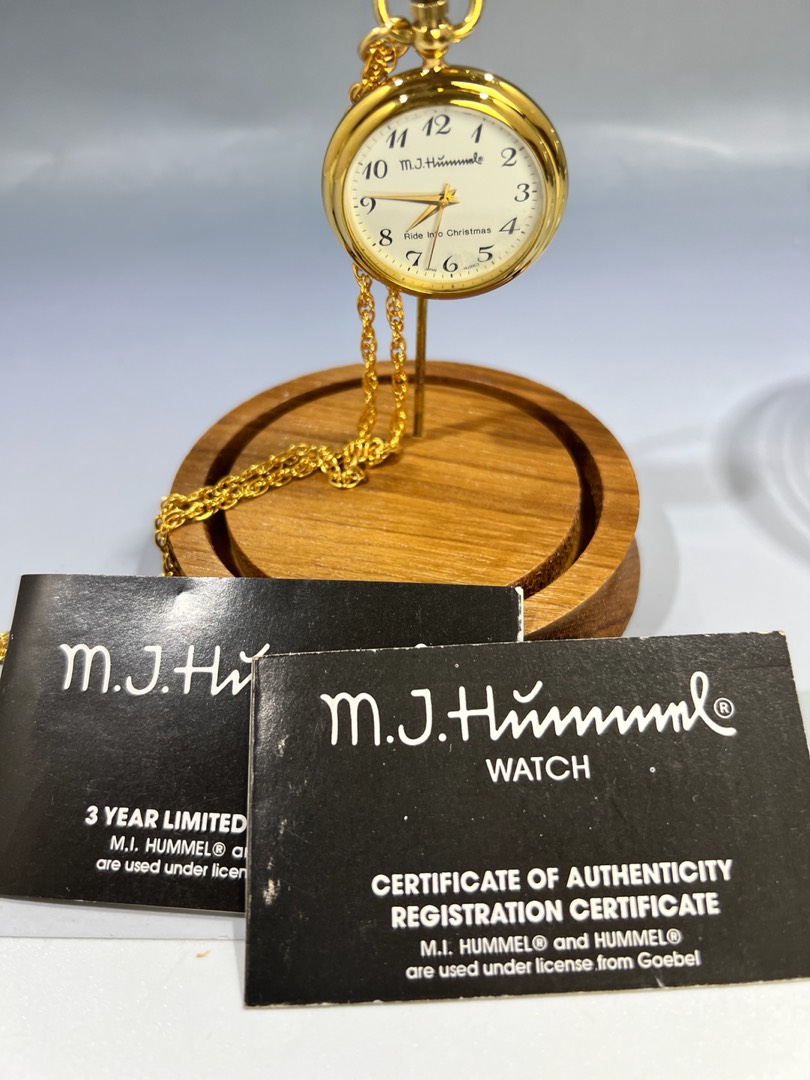 12
11 1
10 2
M.J.Hummel®
9 3
8 4
Ride Into Christmas
7 5
6
M.J.Hu
3 YEAR LIMITED
M.I. HUMMEL® a
are used under licen
M.J.Hummel®
WATCH
CERTIFICATE OF AUTHENTICITY
REGISTRATION CERTIFICATE
M.I. HUMMEL® and HUMMEL®
are used under license from Goebel